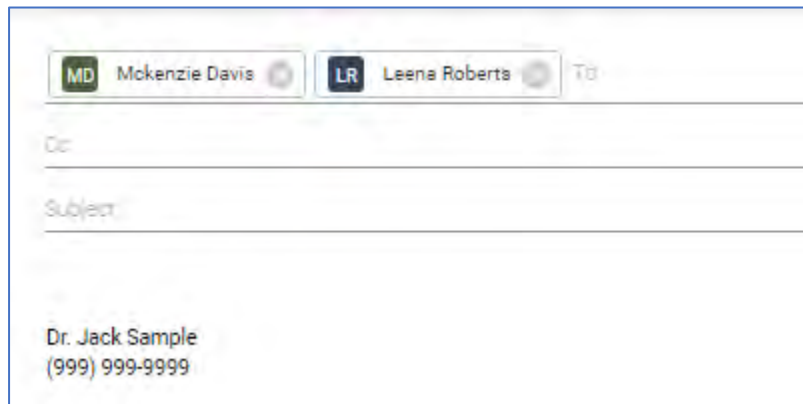 MD Mckenzie Davis LR Leena Roberts To
Cc
Subject
Dr. Jack Sample
(999) 999-9999